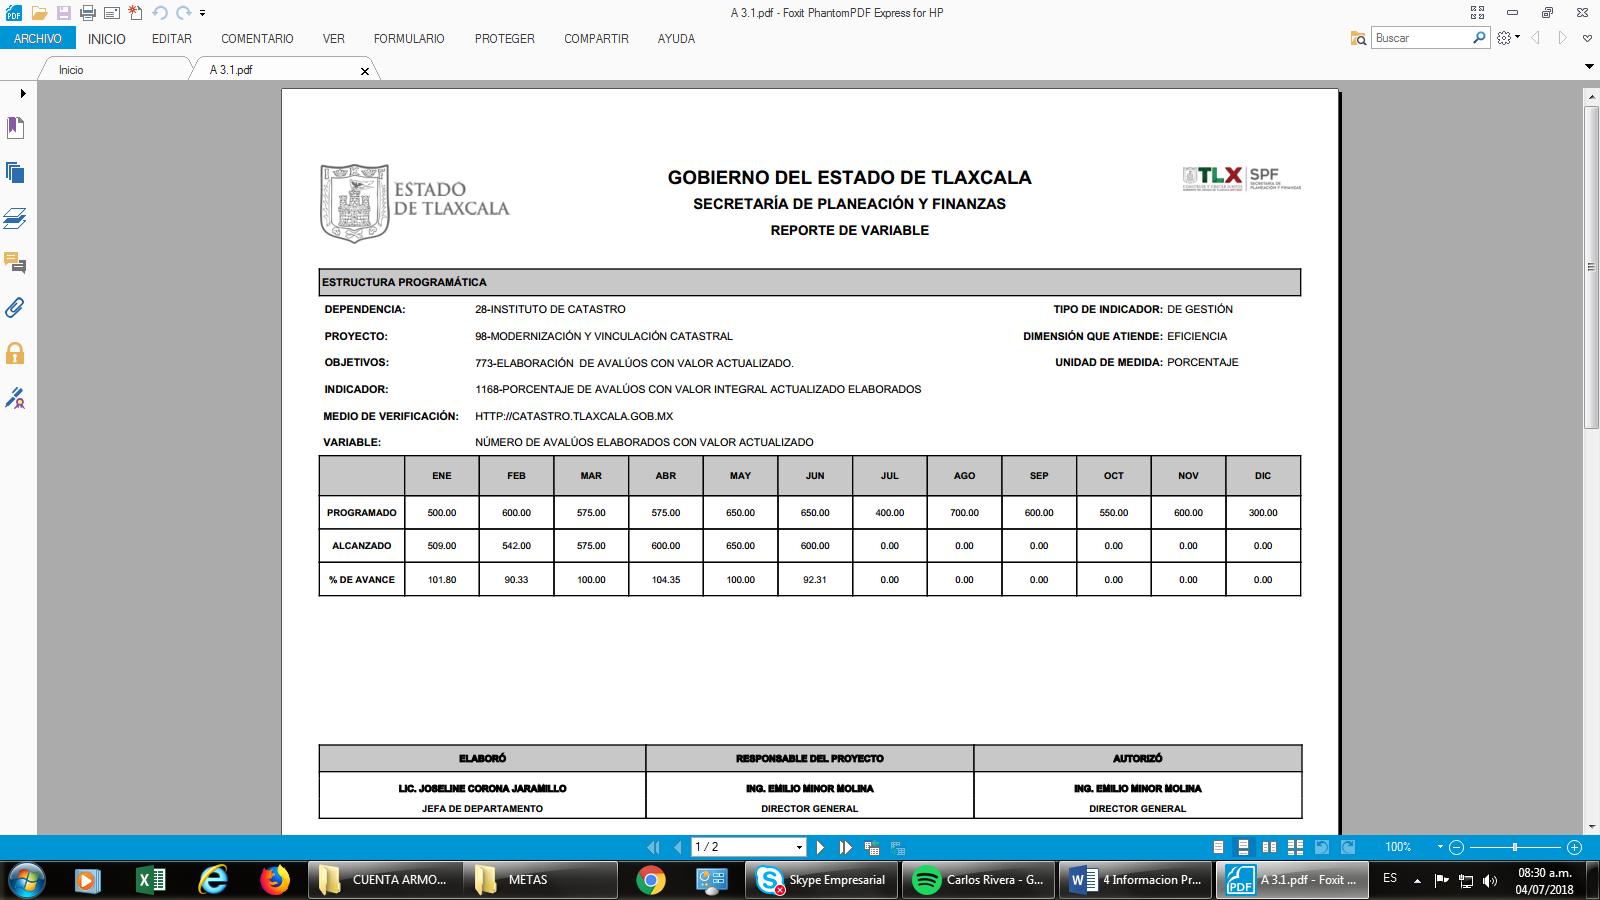 A 3.1.pdf - Foxit PhantomPDF Express for HP
ARCHIVO INICIO EDITAR COMENTARIO VER FORMULARIO PROTEGER COMPARTIR AYUDA Buscar
Inicio A 3.1.pdf
ESTADO
DE TLAXCALA
GOBIERNO DEL ESTADO DE TLAXCALA
SECRETARÍA DE PLANEACIÓN Y FINANZAS
REPORTE DE VARIABLE
TLX SPF
SECRETARÍA DE
PLANEACIÓN Y FINANZAS
ESTRUCTURA PROGRAMÁTICA
DEPENDENCIA: 28-INSTITUTO DE CATASTRO TIPO DE INDICADOR: DE GESTIÓN
PROYECTO: 98-MODERNIZACIÓN Y VINCULACIÓN CATASTRAL DIMENSIÓN QUE ATIENDE: EFICIENCIA
OBJETIVOS: 773-ELABORACIÓN DE AVALÚOS CON VALOR ACTUALIZADO. UNIDAD DE MEDIDA: PORCENTAJE
INDICADOR: 1168-PORCENTAJE DE AVALÚOS CON VALOR INTEGRAL ACTUALIZADO ELABORADOS
MEDIO DE VERIFICACIÓN: HTTP://CATASTRO.TLAXCALA.GOB.MX
VARIABLE: NÚMERO DE AVALÚOS ELABORADOS CON VALOR ACTUALIZADO
ENE FEB MAR ABR MAY JUN JUL AGO SEP OCT NOV DIC
PROGRAMADO 500.00 600.00 575.00 575.00 650.00 650.00 400.00 700.00 600.00 550.00 600.00 300.00
ALCANZADO 509.00 542.00 575.00 600.00 650.00 600.00 0.00 0.00 0.00 0.00 0.00 0.00
% DE AVANCE 101.80 90.33 100.00 104.35 100.00 92.31 0.00 0.00 0.00 0.00 0.00 0.00
ELABORÓ RESPONSABLE DEL PROYECTO AUTORIZÓ
LIC. JOSELINE CORONA JARAMILLO ING. EMILIO MINOR MOLINA ING. EMILIO MINOR MOLINA
JEFA DE DEPARTAMENTO DIRECTOR GENERAL DIRECTOR GENERAL
1 / 2 100%
CUENTA ARMO... METAS Skype Empresarial Carlos Rivera - G... 4 Informacion Pr... A 3.1.pdf - Foxit ... ES 08:30 a.m.
04/07/2018